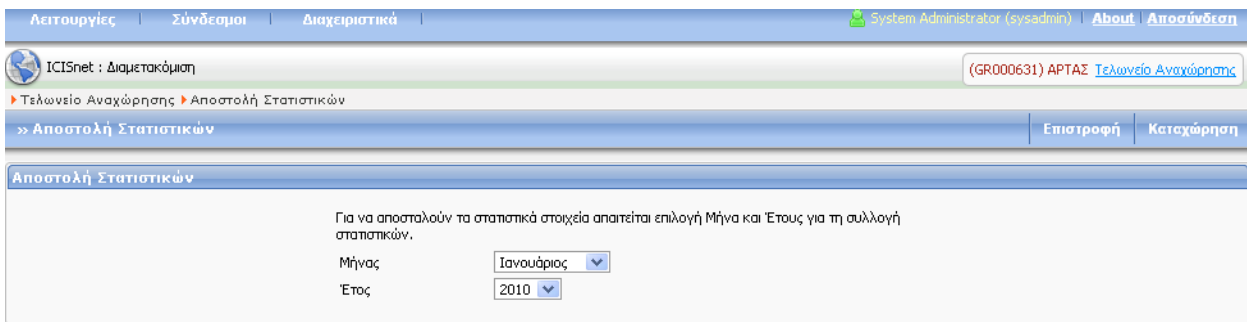 Λειτουργίες | Σύνδεσμοι | Διαχειριστικά | System Administrator (sysadmin) | About | Αποσύνδεση
ICISnet : Διαμετακόμιση (GR000631) ΑΡΤΑΣ Τελωνείο Αναχώρησης
Τελωνείο Αναχώρησης Αποστολή Στατιστικών
» Αποστολή Στατιστικών Επιστροφή Καταχώρηση
Αποστολή Στατιστικών
Για να αποσταλούν τα στατιστικά στοιχεία απαιτείται επιλογή Μήνα και Έτους για τη συλλογή
στατιστικών.
Μήνας Ιανουάριος
Έτος 2010